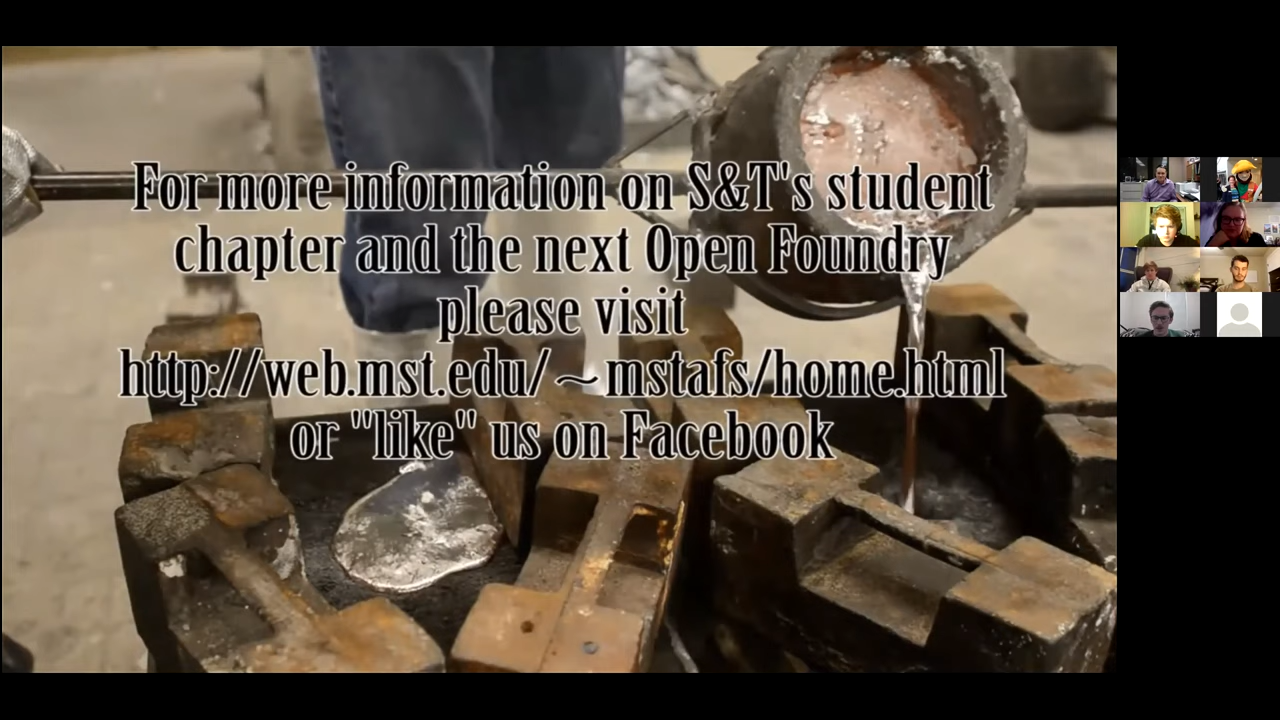 For more information on S&T's student
chapter and the next Open Foundry
please visit
http://web.mst.edu/~mstafs/home.html
or "like" us on Facebook